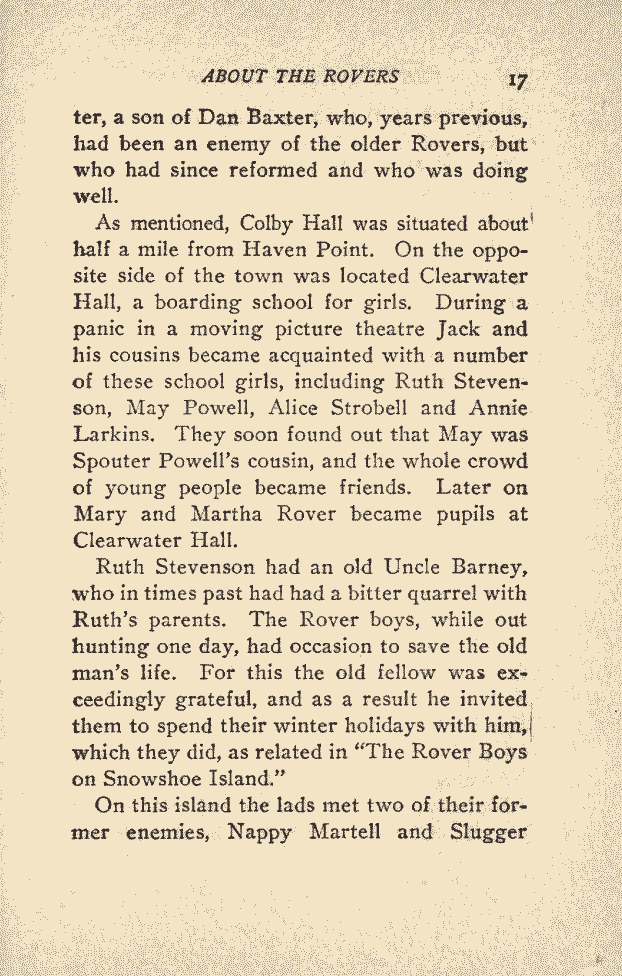 ABOUT THE ROVERS 17
ter, a son of Dan Baxter, who, years previous,
had been an enemy of the older Rovers, but
who had since reformed and who was doing
well.
As mentioned, Colby Hall was situated about
half a mile from Haven Point. On the oppo-
site side of the town was located Clearwater
Hall, a boarding school for girls. During a
panic in a moving picture theatre Jack and
his cousins became acquainted with a number
of these school girls, including Ruth Steven-
son, May Powell, Alice Strobell and Annie
Larkins. They soon found out that May was
Spouter Powell's cousin, and the whole crowd
of young people became friends. Later on
Mary and Martha Rover became pupils at
Clearwater Hall.
Ruth Stevenson had an old Uncle Barney,
who in times past had had a bitter quarrel with
Ruth's parents. The Rover boys, while out
hunting one day, had occasion to save the old
man's life. For this the old fellow was ex-
ceedingly grateful, and as a result he invited
them to spend their winter holidays with him,
which they did, as related in "The Rover Boys
on Snowshoe Island."
On this island the lads met two of their for-
mer enemies, Nappy Martell and Slugger